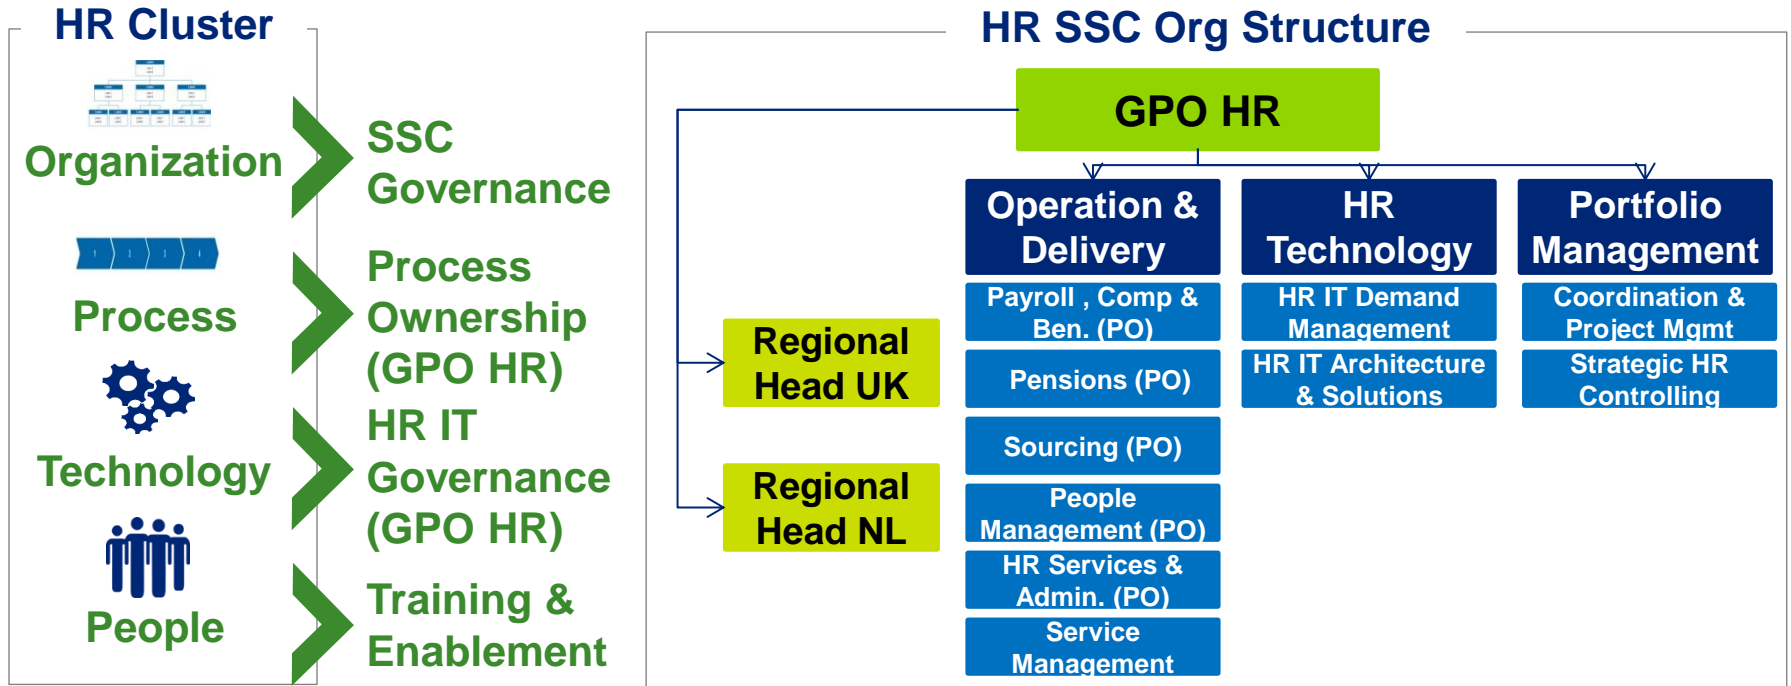 HR Cluster
Organization
Process
Technology
People
SSC
Governance
Process
Ownership
(GPO HR)
HR IT
Governance
(GPO HR)
Training &
Enablement
HR SSC Org Structure
GPO HR
Regional
Head UK
Regional
Head NL
Operation &
Delivery
Payroll , Comp &
Ben. (PO)
Pensions (PO)
Sourcing (PO)
People
Management (PO)
HR Services &
Admin. (PO)
Service
Management
HR
Technology
HR IT Demand
Management
HR IT Architecture
& Solutions
Portfolio
Management
Coordination &
Project Mgmt
Strategic HR
Controlling